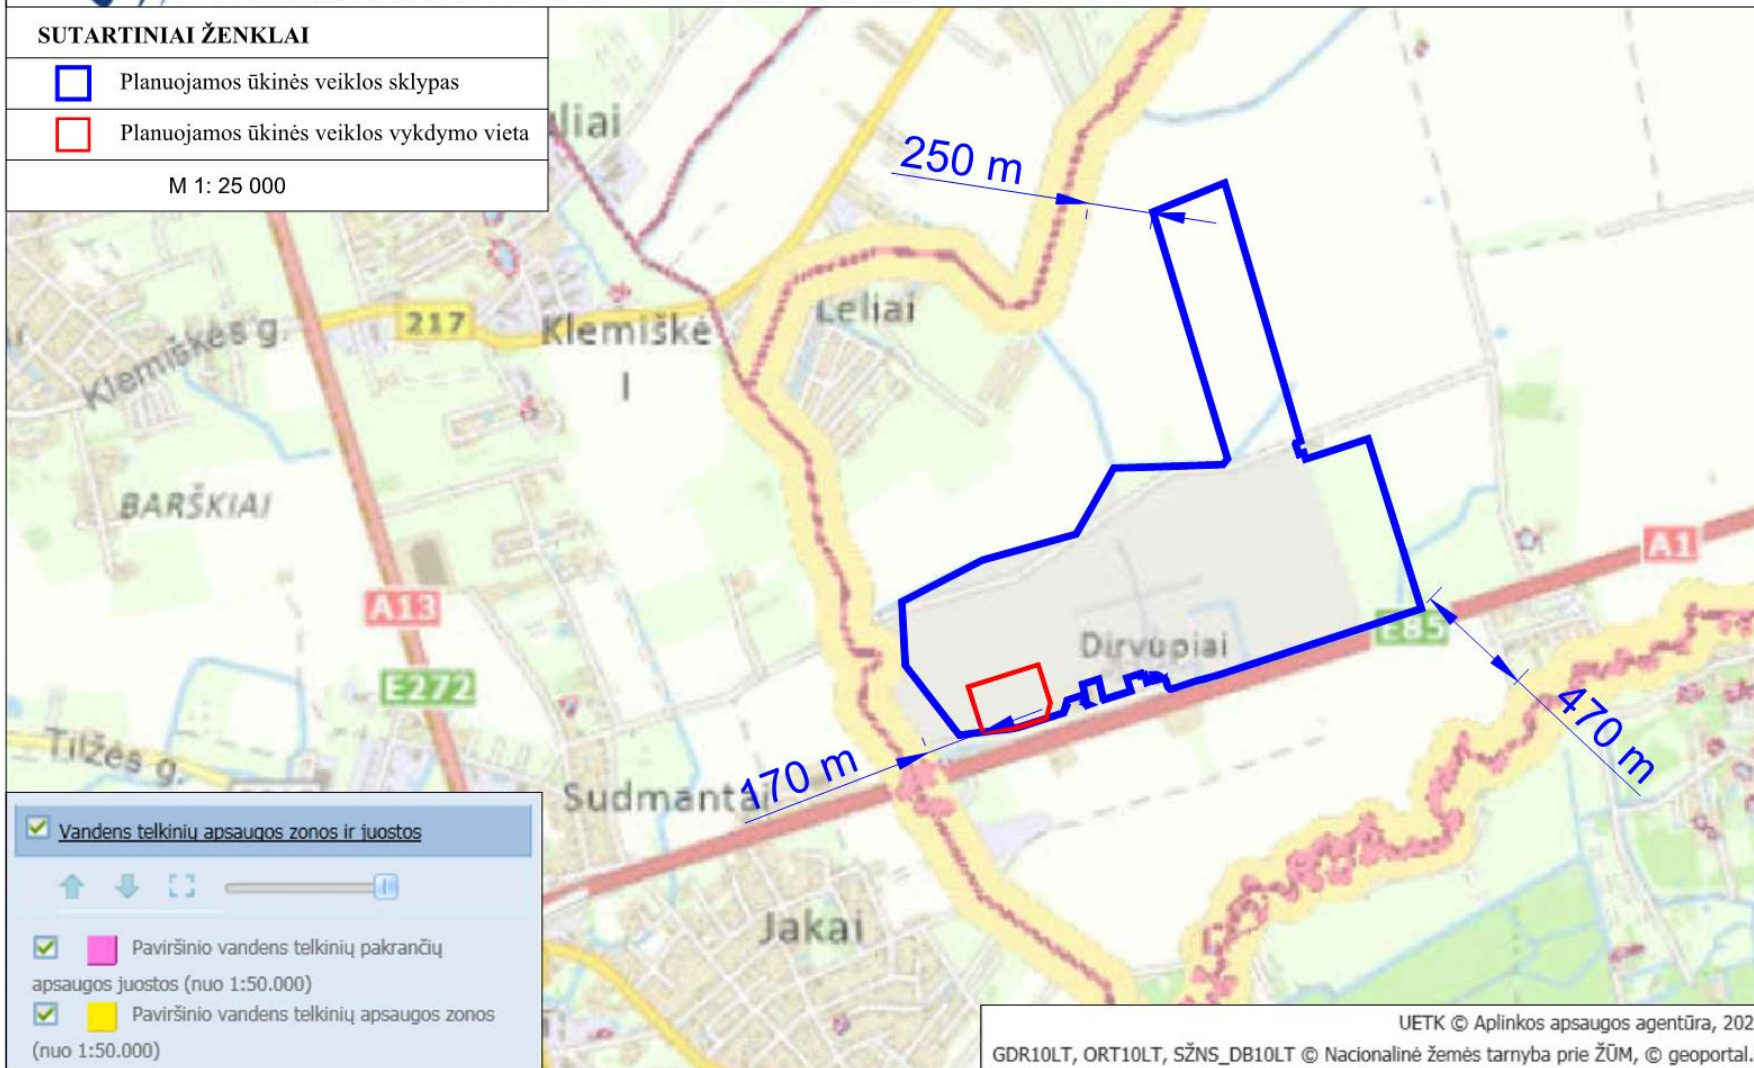 SUTARTINIAI ŽENKLAI
Planuojamos ūkinės veiklos sklypas
Planuojamos ūkinės veiklos vykdymo vieta
M 1: 25 000
liai
250 m
217
Klemiškės g.
Klemiškė
I
Leliai
BARŠKIAI
A1
A13
E85
Dirvupiai
E272
470 m
Tilžės g.
170 m
Sudmantai
Jakai
Vandens telkinių apsaugos zonos ir juostos
Paviršinio vandens telkinių pakrančių
apsaugos juostos (nuo 1:50.000)
Paviršinio vandens telkinių apsaugos zonos
(nuo 1:50.000)
UETK © Aplinkos apsaugos agentūra, 202
GDR10LT, ORT10LT, SŽNS_DB10LT © Nacionalinė žemės tarnyba prie ŽŪM, © geoportal.